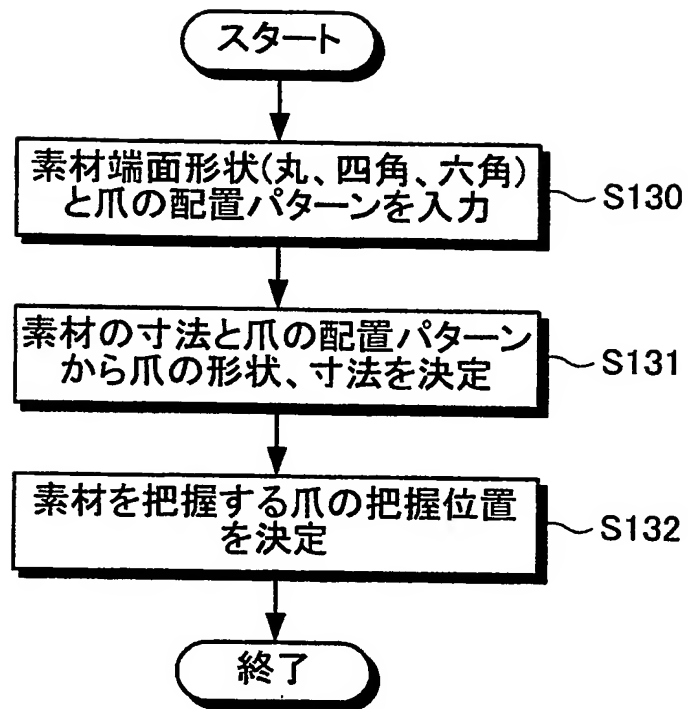 スタート
素材端面形状(丸、四角、六角)
と爪の配置パターンを入力
S130
素材の寸法と爪の配置パターン
から爪の形状、寸法を決定
S131
素材を把握する爪の把握位置
を決定
S132
終了